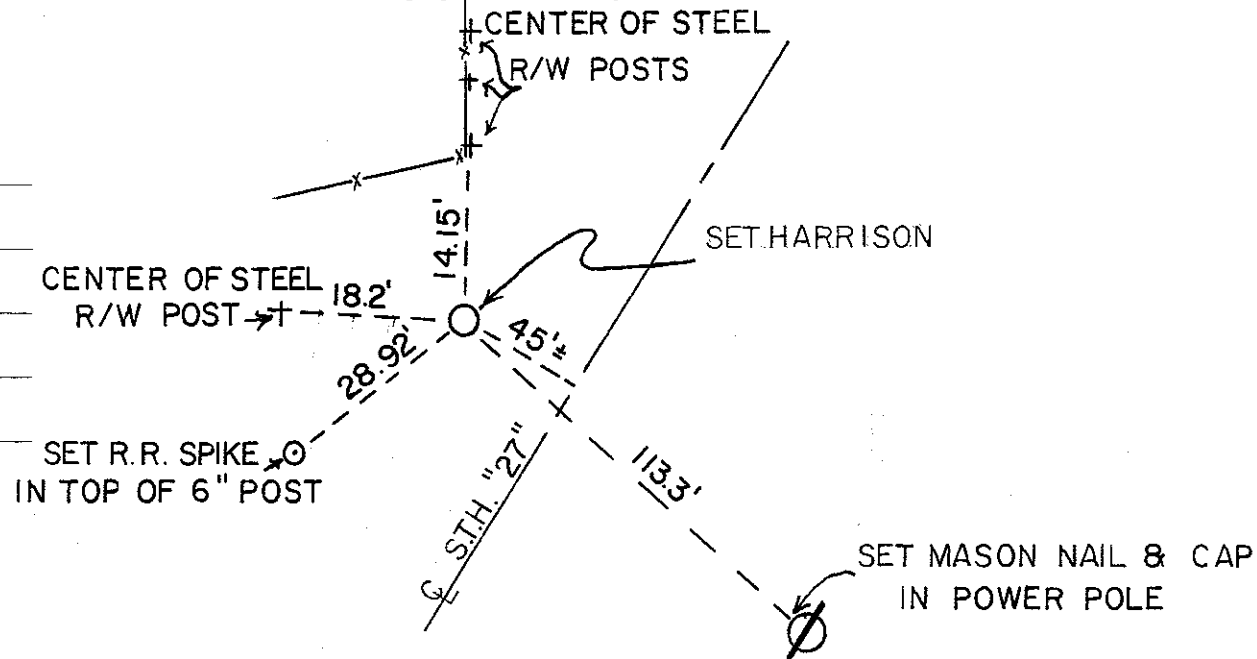 CENTER OF STEEL
R/W POSTS
14.15'
SET HARRISON
CENTER OF STEEL
R/W POST
18.2'
45'±
28.92'
SET R.R. SPIKE
IN TOP OF 6" POST
113.3'
℄ S.T.H. "27"
SET MASON NAIL & CAP
IN POWER POLE